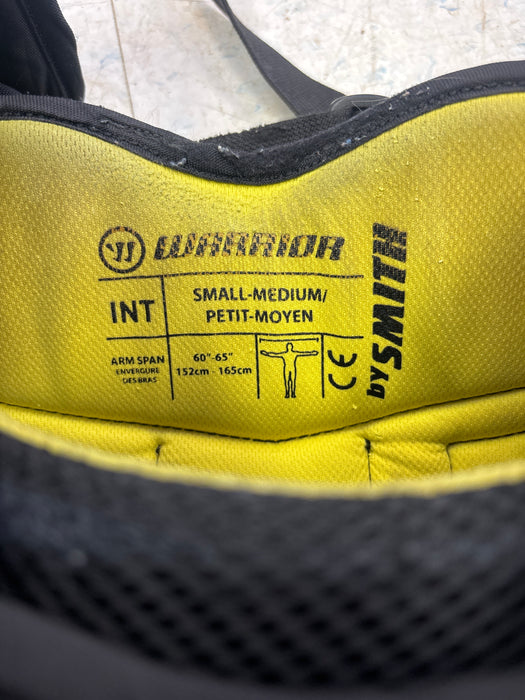 WARRIOR
by SMITH
INT
SMALL-MEDIUM/
PETIT-MOYEN
ARM SPAN
ENVERGURE
DES BRAS
60"-65"
152cm - 165cm
CE